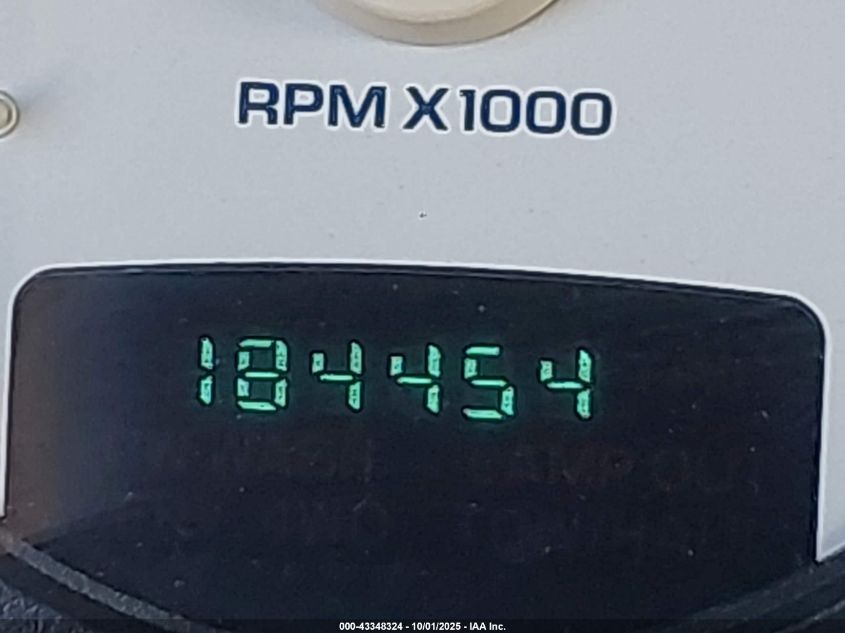 RPM X1000
184454
000-43348324 - 10/01/2025 - IAA Inc.